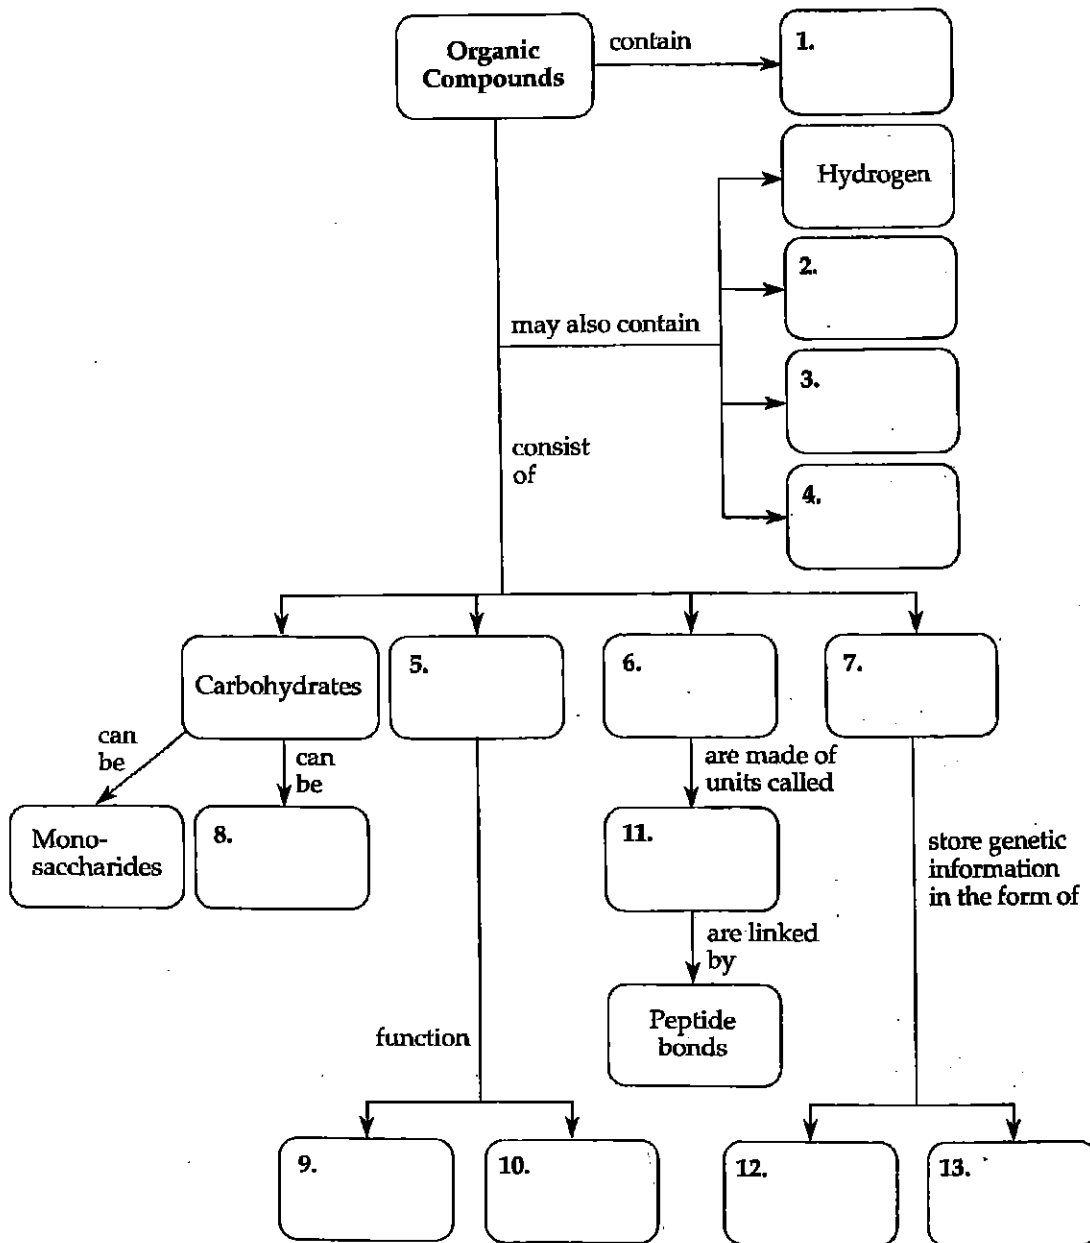 Organic
Compounds
contain
1.
Hydrogen
2.
may also contain
3.
consist
of
4.
Carbohydrates
5.
6.
7.
can
be
can
be
are made of
units called
Mono-
saccharides
8.
11.
store genetic
information
in the form of
are linked
by
Peptide
bonds
function
9.
10.
12.
13.